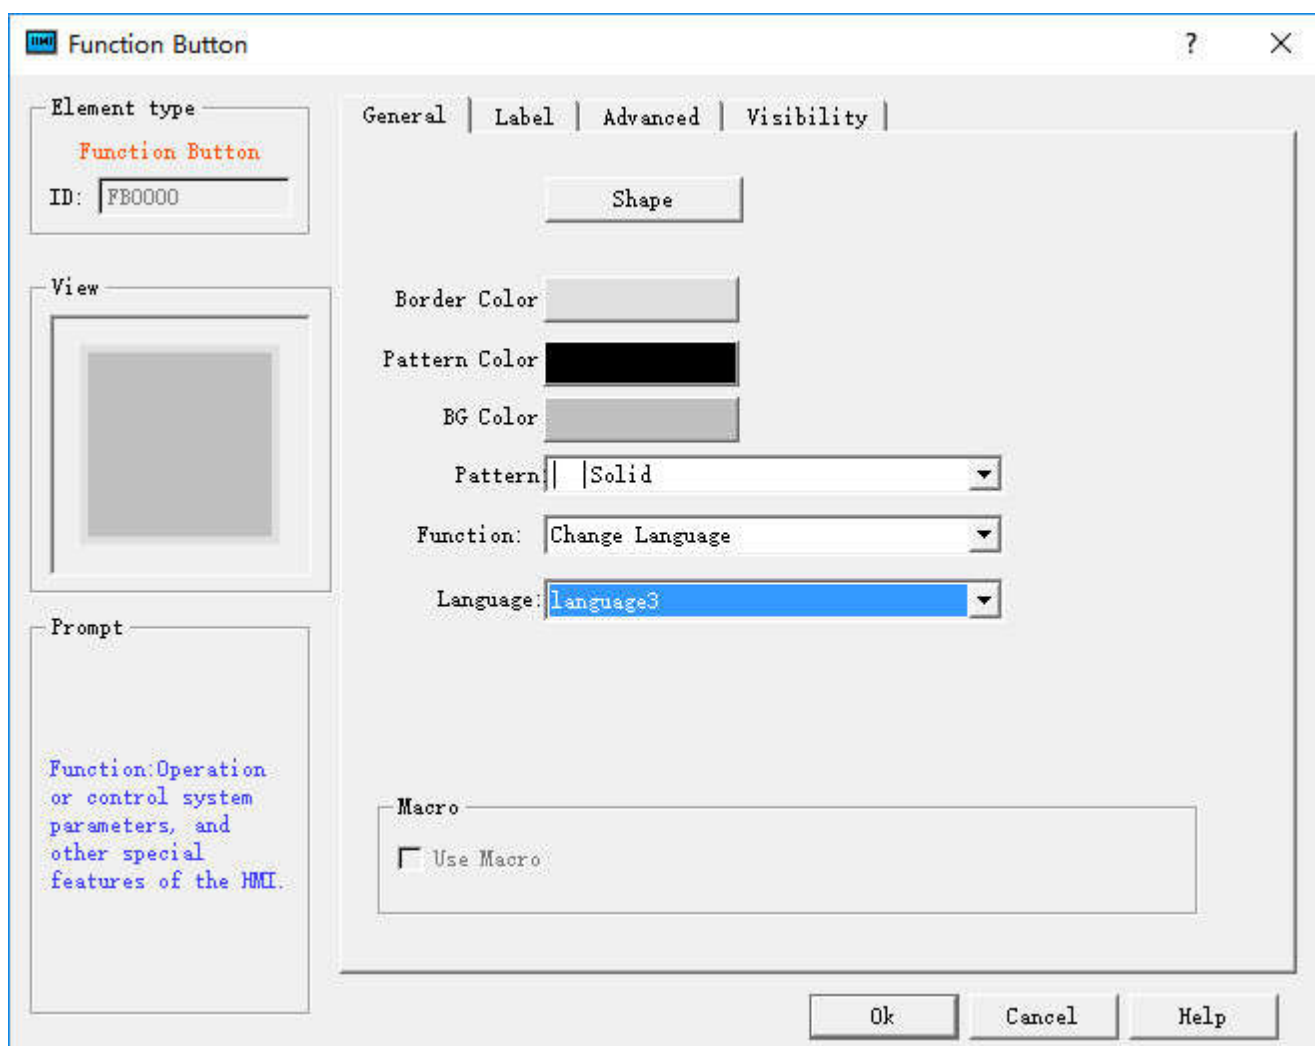 HMI Function Button ?
Element type
Function Button
ID: FB0000
View
Prompt
Function:Operation
or control system
parameters, and
other special
features of the HMI.
General Label Advanced Visibility
Shape
Border Color
Pattern Color
BG Color
Pattern: Solid
Function: Change Language
Language: language3
Macro
Use Macro
Ok Cancel Help